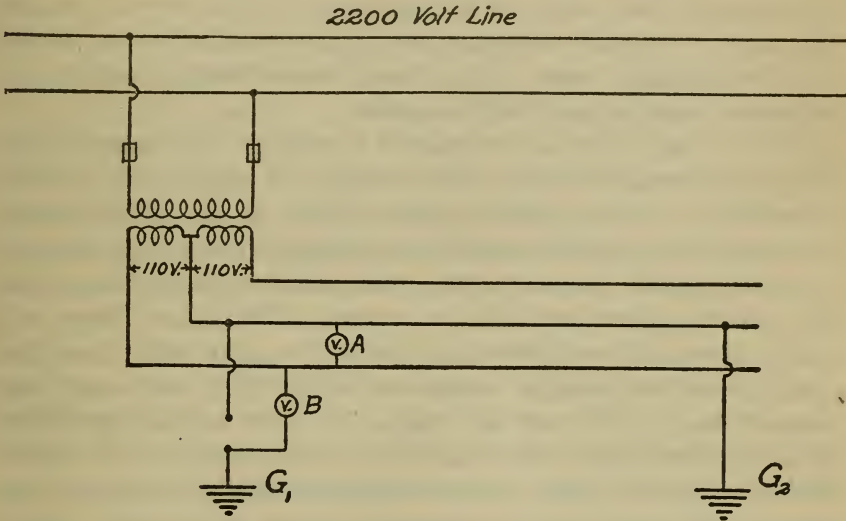 2200 Volt Line
110V. 110V.
V. A
V. B
G₁
G₂